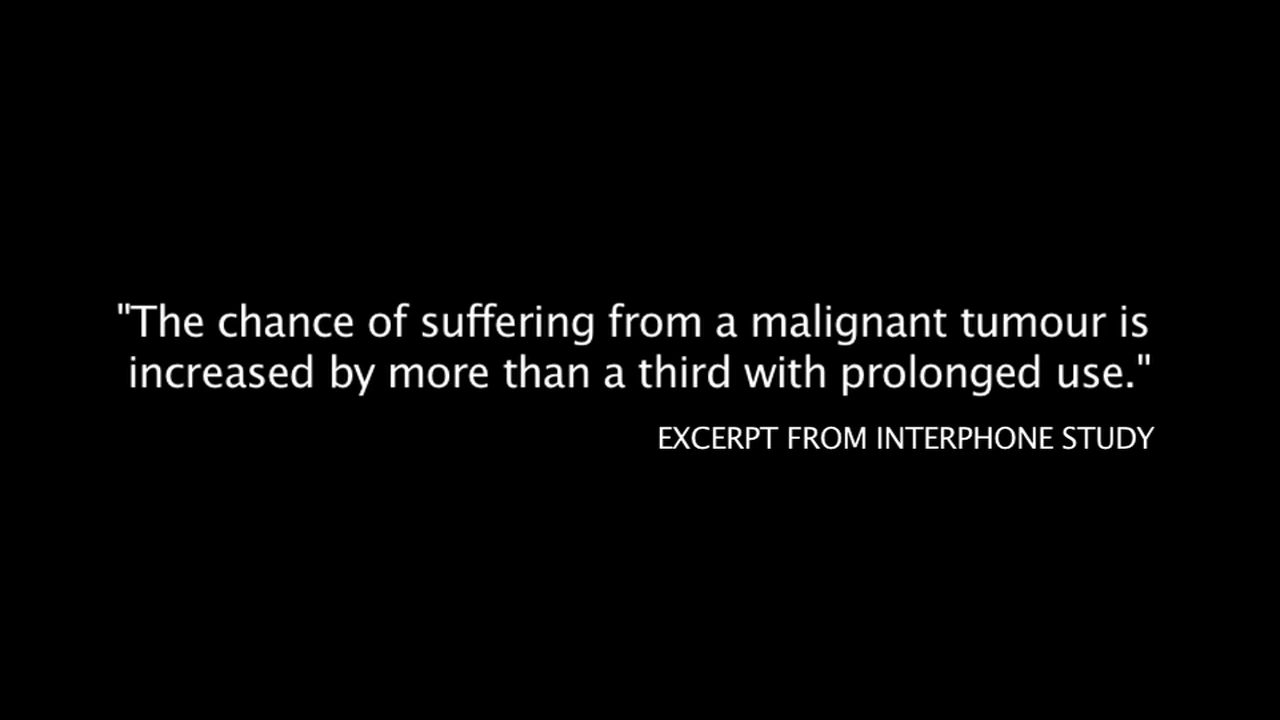 "The chance of suffering from a malignant tumour is
increased by more than a third with prolonged use."
EXCERPT FROM INTERPHONE STUDY